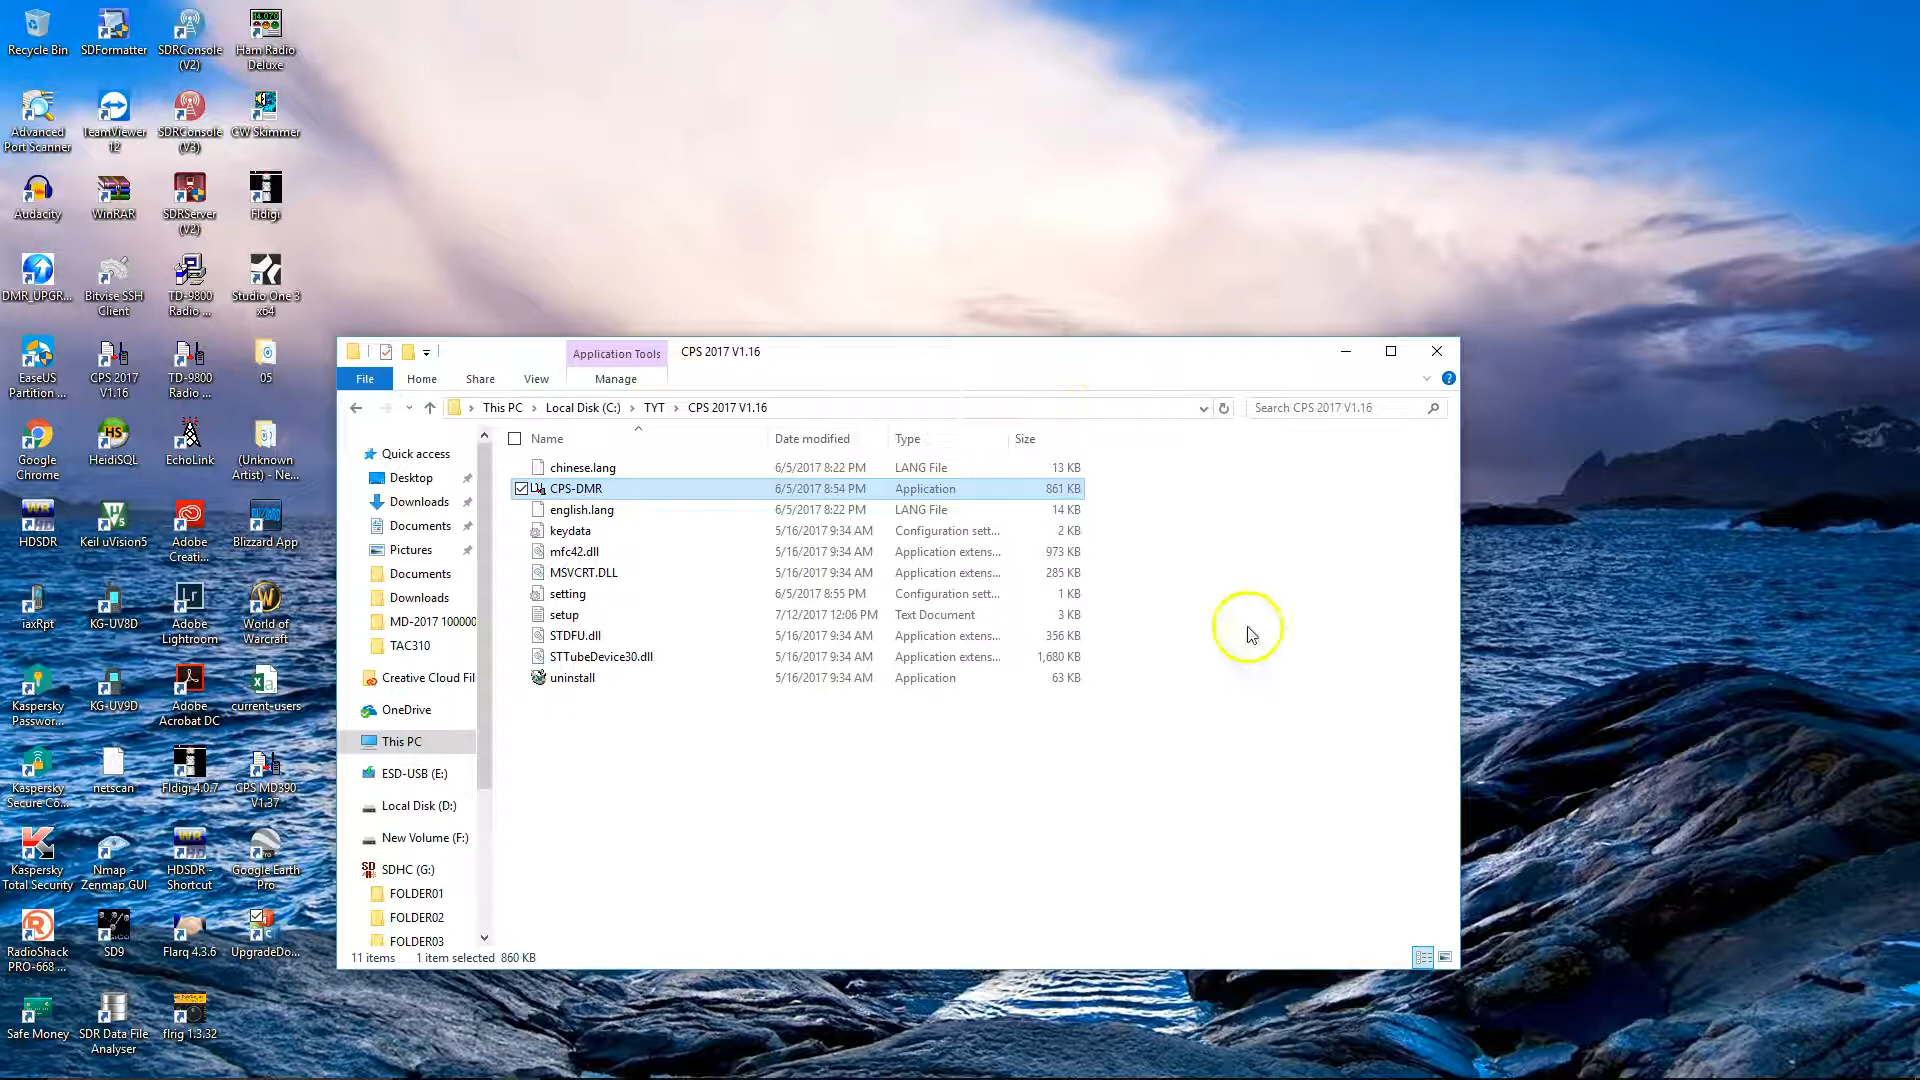 Recycle Bin
SDFormatter
SDRConsole
(V2)
Ham Radio
Deluxe
Advanced
Port Scanner
TeamViewer
12
SDRConsole
(V3)
CW Skimmer
Audacity
WinRAR
SDRServer
(V2)
Fldigi
DMR_UPGR...
Bitvise SSH
Client
TD-9800
Radio ...
Studio One 3
x64
EaseUS
Partition ...
CPS 2017
V1.16
TD-9800
Radio ...
05
Google
Chrome
HeidiSQL
EchoLink
(Unknown
Artist) - Ne...
HDSDR
Keil uVision5
Adobe
Creati...
Blizzard App
iaxRpt
KG-UV8D
Adobe
Lightroom
World of
Warcraft
Kaspersky
Passwor...
KG-UV9D
Adobe
Acrobat DC
current-users
Kaspersky
Secure Co...
netscan
Fldigi 4.0.7
CPS MD390
V1.37
Kaspersky
Total Security
Nmap -
Zenmap GUI
HDSDR -
Shortcut
Google Earth
Pro
RadioShack
PRO-668 ...
SD9
Flarq 4.3.6
UpgradeDo...
Safe Money
SDR Data File
Analyser
flrig 1.3.32
Application Tools
CPS 2017 V1.16
File
Home
Share
View
Manage
This PC
Local Disk (C:)
TYT
CPS 2017 V1.16
Search CPS 2017 V1.16
Quick access
Desktop
Downloads
Documents
Pictures
Documents
Downloads
MD-2017 100000
TAC310
Creative Cloud Fil
OneDrive
This PC
ESD-USB (E:)
Local Disk (D:)
New Volume (F:)
SDHC (G:)
FOLDER01
FOLDER02
FOLDER03
Name Date modified Type Size
chinese.lang 6/5/2017 8:22 PM LANG File 13 KB
CPS-DMR 6/5/2017 8:54 PM Application 861 KB
english.lang 6/5/2017 8:22 PM LANG File 14 KB
keydata 5/16/2017 9:34 AM Configuration sett... 2 KB
mfc42.dll 5/16/2017 9:34 AM Application extens... 973 KB
MSVCRT.DLL 5/16/2017 9:34 AM Application extens... 285 KB
setting 6/5/2017 8:55 PM Configuration sett... 1 KB
setup 7/12/2017 12:06 PM Text Document 3 KB
STDFU.dll 5/16/2017 9:34 AM Application extens... 356 KB
STTubeDevice30.dll 5/16/2017 9:34 AM Application extens... 1,680 KB
uninstall 5/16/2017 9:34 AM Application 63 KB
11 items 1 item selected 860 KB